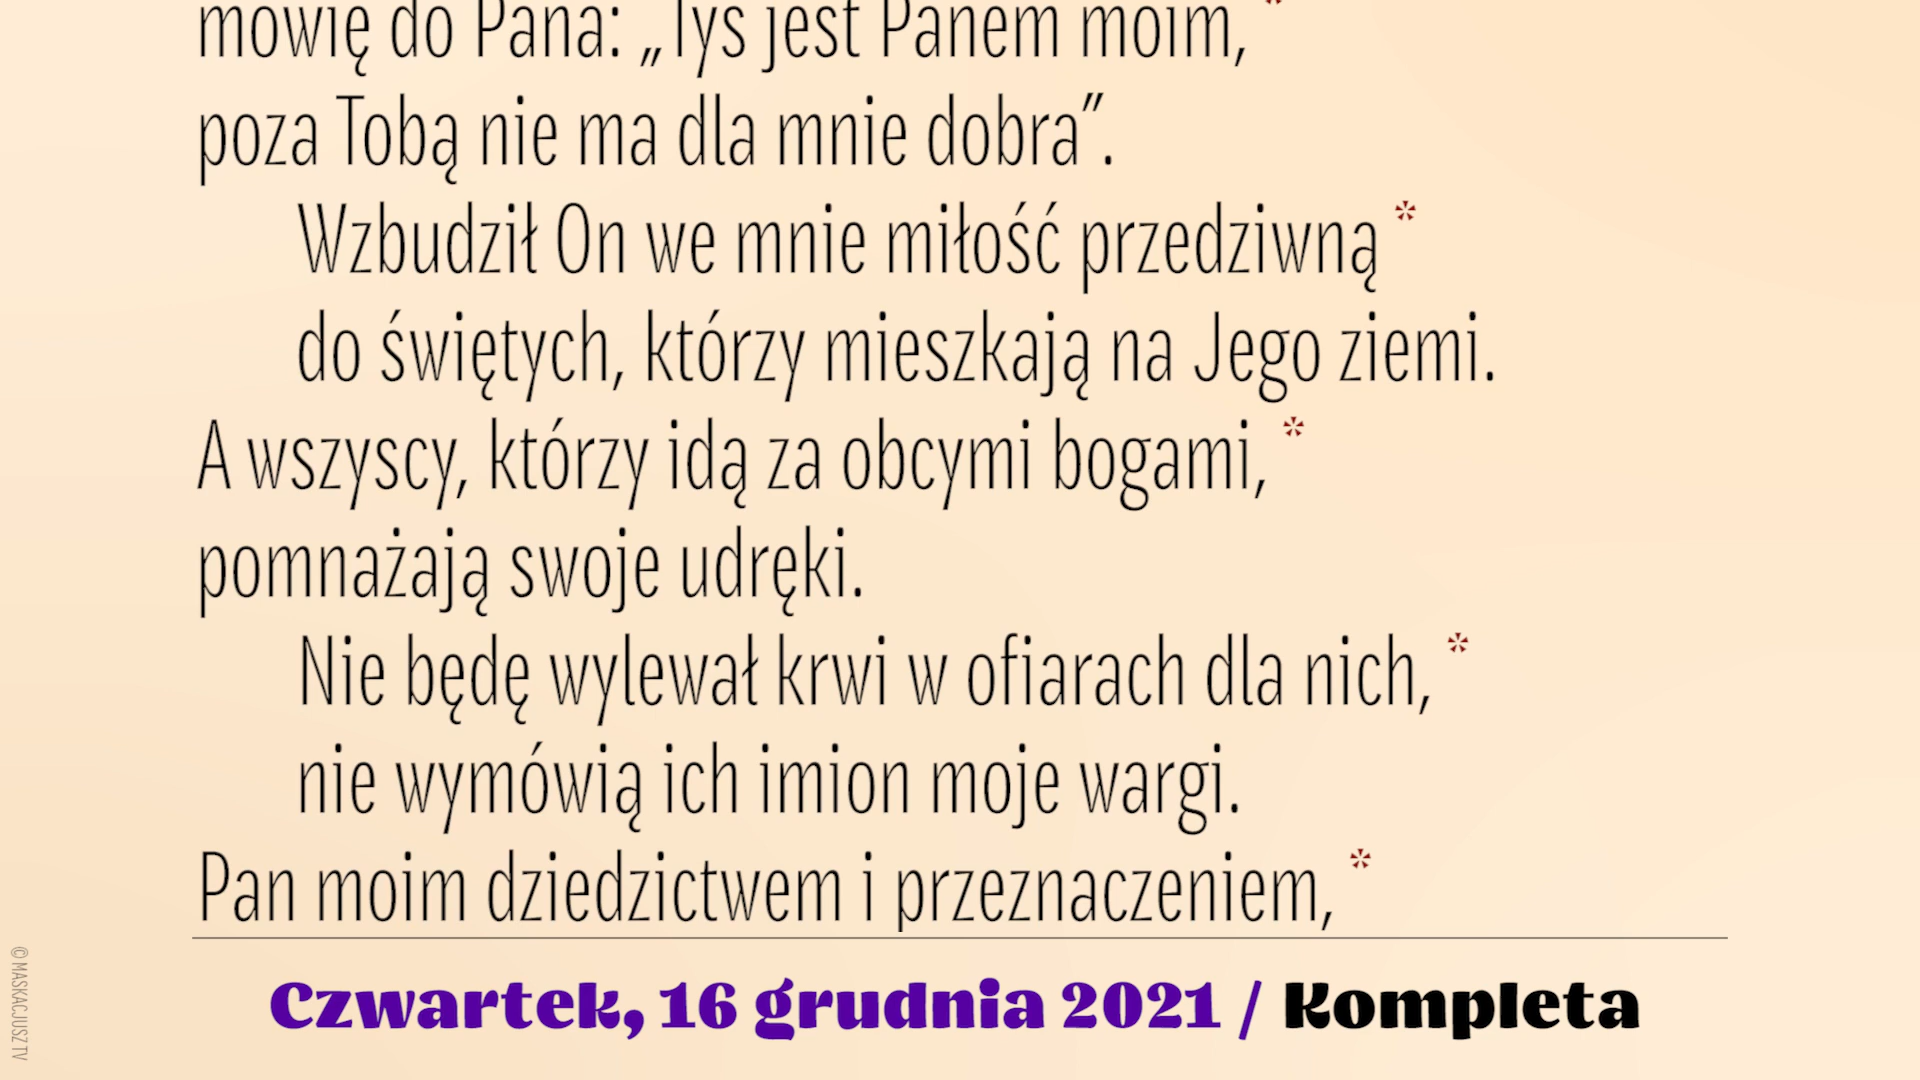 mówię do Pana: „Tyś jest Panem moim, *
poza Tobą nie ma dla mnie dobra”.
Wzbudził On we mnie miłość przedziwną *
do świętych, którzy mieszkają na Jego ziemi.
A wszyscy, którzy idą za obcymi bogami, *
pomnażają swoje udręki.
Nie będę wylewał krwi w ofiarach dla nich, *
nie wymówią ich imion moje wargi.
Pan moim dziedzictwem i przeznaczeniem, *
Czwartek, 16 grudnia 2021 / Kompleta
© MASKACJUSZ TV